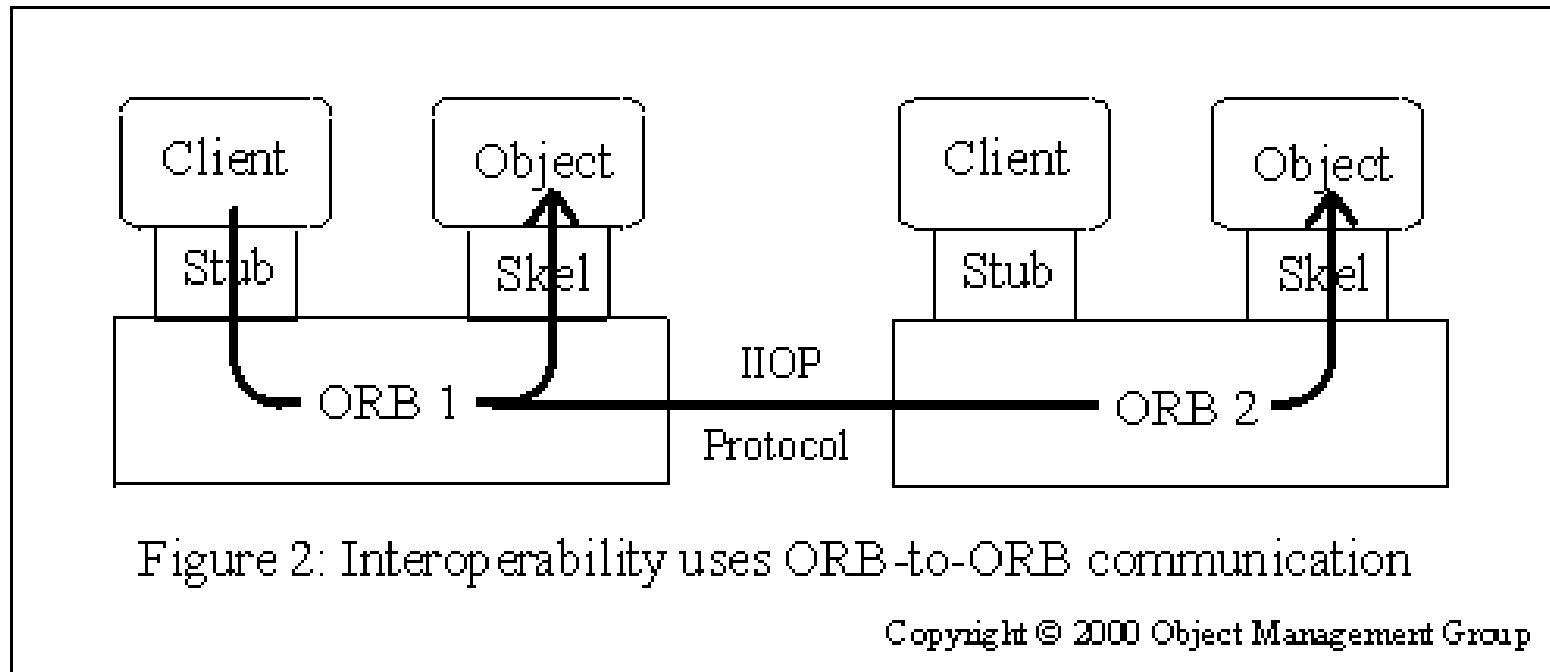 Client
Object
Client
Object
Stub
Skel
Stub
Skel
IIOP
ORB 1
ORB 2
Protocol
Figure 2: Interoperability uses ORB-to-ORB communication
Copyright © 2000 Object Management Group